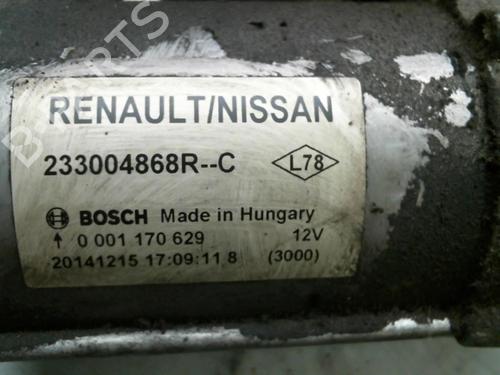 RENAULT/NISSAN
233004868R--C L78
BOSCH Made in Hungary
0 001 170 629 12V
20141215 17:09:11 8 (3000)